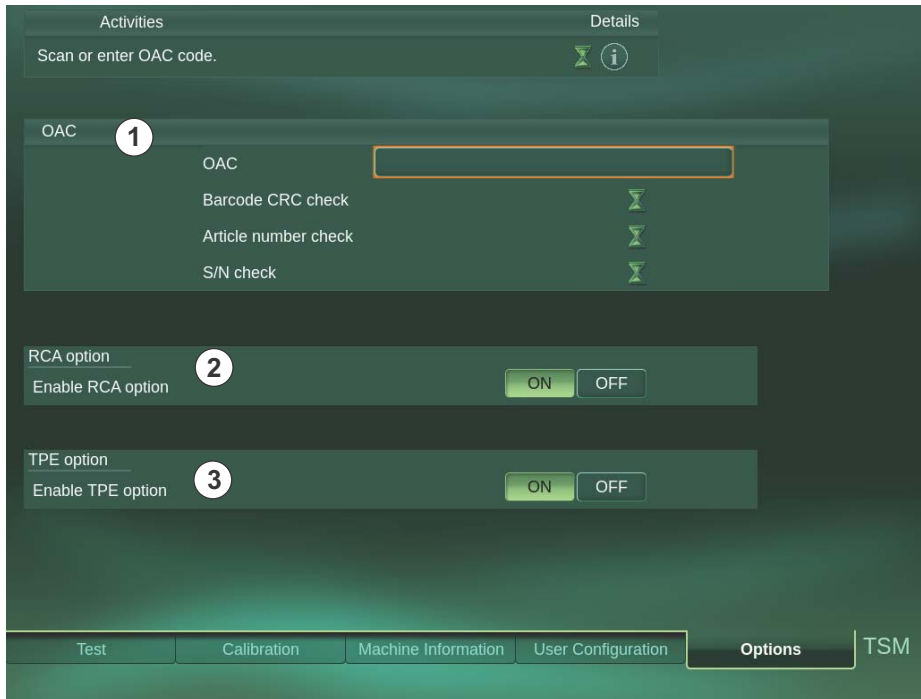 Activities Details
Scan or enter OAC code.
OAC 1
OAC
Barcode CRC check
Article number check
S/N check
RCA option
2
Enable RCA option ON OFF
TPE option
3
Enable TPE option ON OFF
Test Calibration Machine Information User Configuration Options TSM